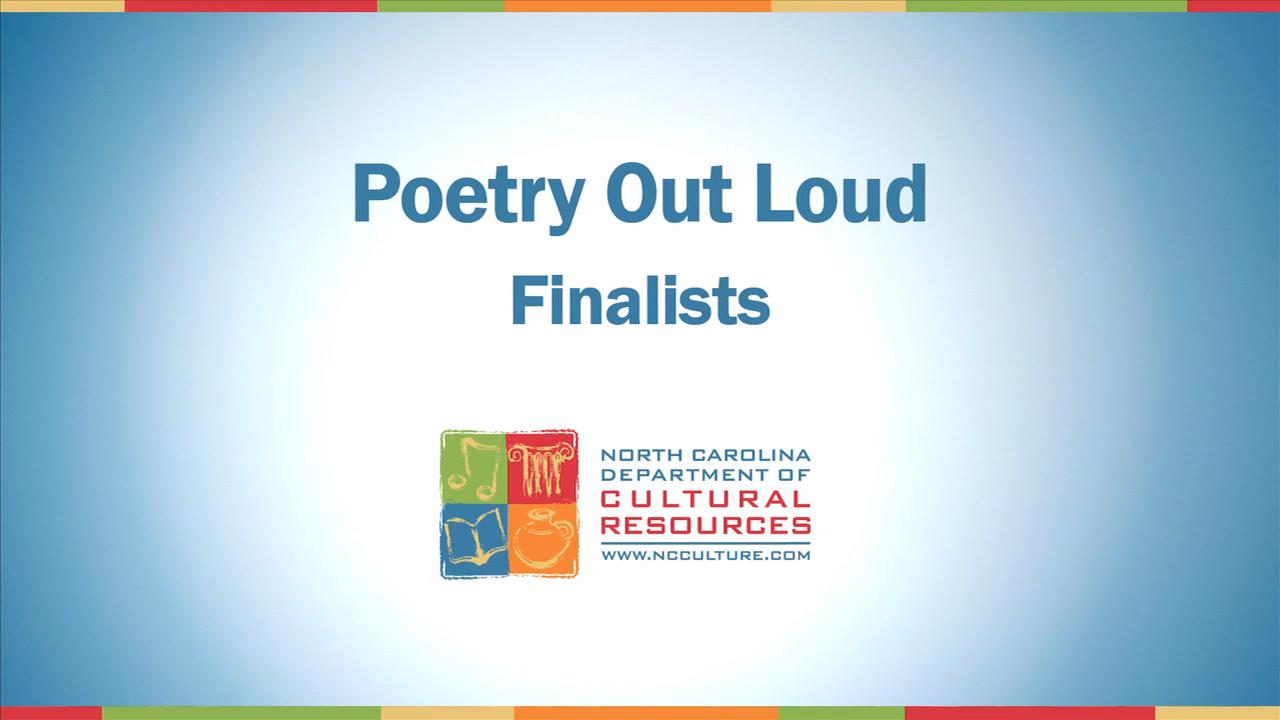 Poetry Out Loud
Finalists
NORTH CAROLINA
DEPARTMENT OF
CULTURAL
RESOURCES
WWW.NCCULTURE.COM